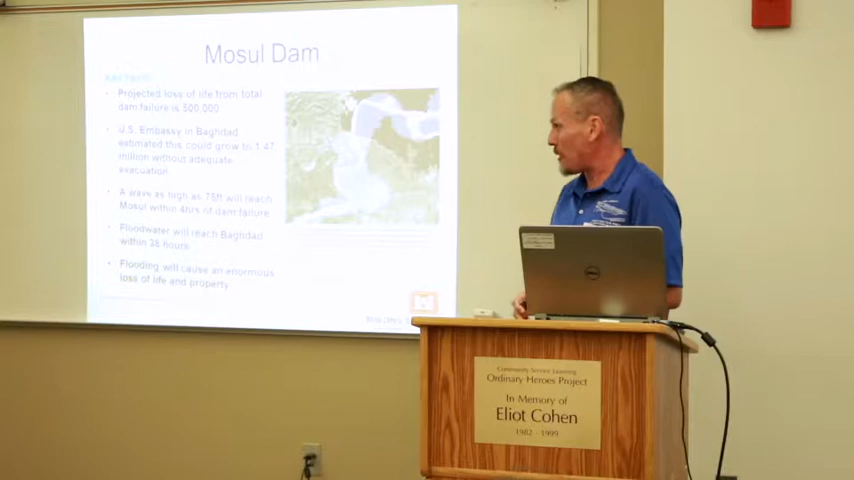 Mosul Dam
Projected loss of life from total
dam failure is 500,000
U.S. Embassy in Baghdad
estimated this could grow to 1.47
million without adequate
evacuation
A wave as high as 75ft will reach
Mosul within 4hrs of dam failure
Floodwater will reach Baghdad
within 38 hours
Flooding will cause an enormous
loss of life and property
DELL
Community Service Learning
Ordinary Heroes Project
In Memory of
Eliot Cohen
1982 - 1999